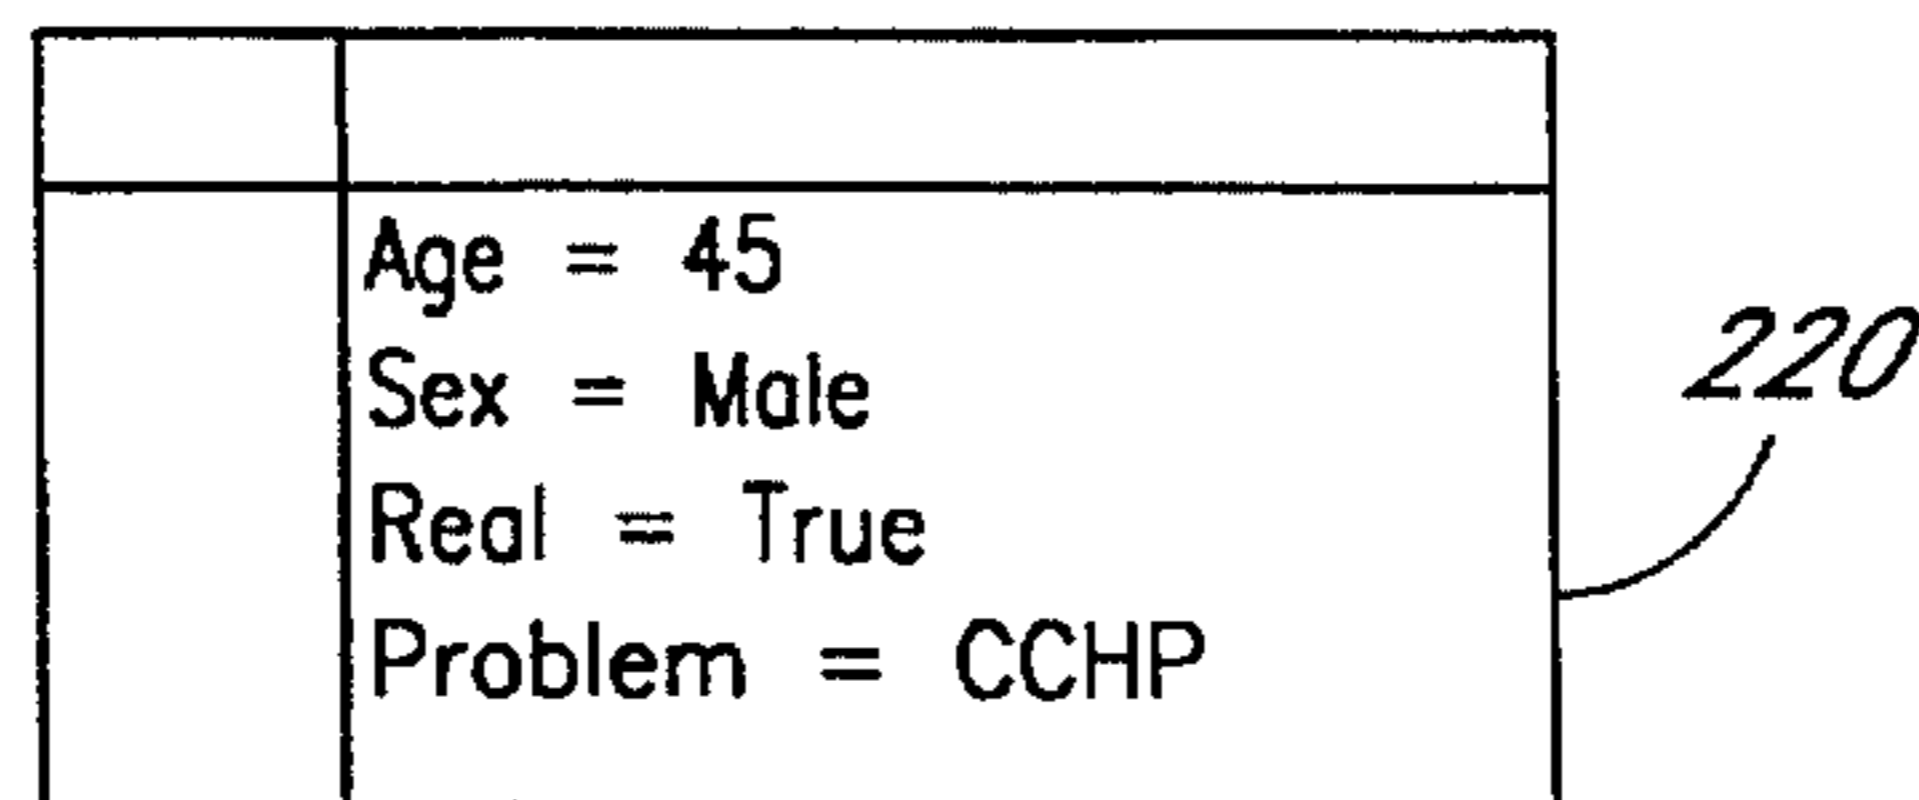 Age = 45
Sex = Male
Real = True
Problem = CCHP
220